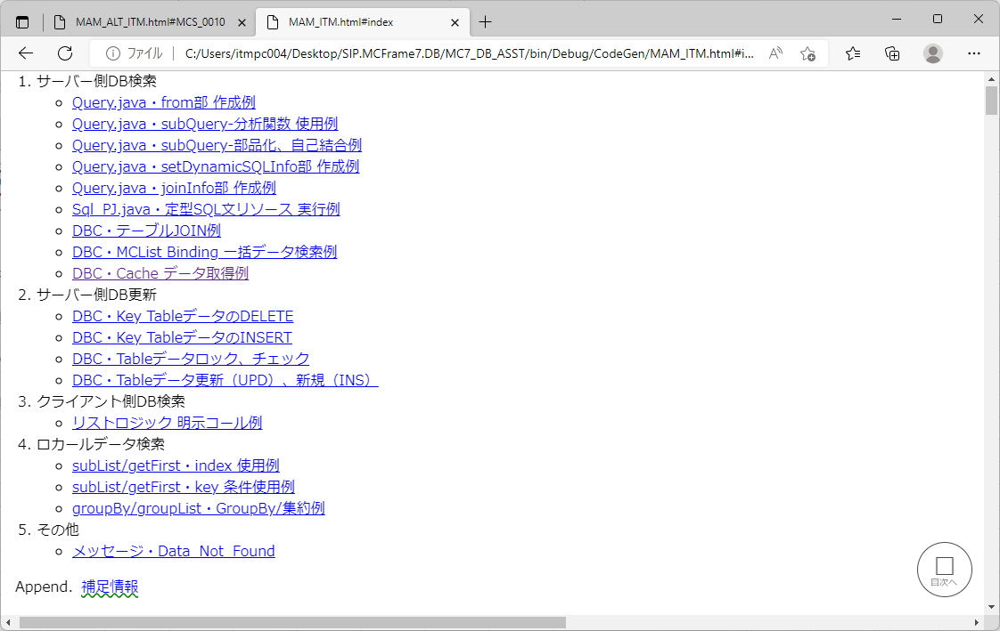 MAM_ALT_ITM.html#MCS_0010
MAM_ITM.html#index
ファイル
C:/Users/itmpc004/Desktop/SIP.MCFrame7.DB/MC7_DB_ASST/bin/Debug/CodeGen/MAM_ITM.html#i...
1. サーバー側DB検索
Query.java・from部 作成例
Query.java・subQuery-分析関数 使用例
Query.java・subQuery-部品化、自己結合例
Query.java・setDynamicSQLInfo部 作成例
Query.java・joinInfo部 作成例
Sql_PJ.java・定型SQL文リソース 実行例
DBC・テーブルJOIN例
DBC・MCList Binding 一括データ検索例
DBC・Cache データ取得例
2. サーバー側DB更新
DBC・Key TableデータのDELETE
DBC・Key TableデータのINSERT
DBC・Tableデータロック、チェック
DBC・Tableデータ更新（UPD）、新規（INS）
3. クライアント側DB検索
リストロジック 明示コール例
4. ロカールデータ検索
subList/getFirst・index 使用例
subList/getFirst・key 条件使用例
groupBy/groupList・GroupBy/集約例
5. その他
メッセージ・Data_Not_Found
Append. 補足情報
目次へ